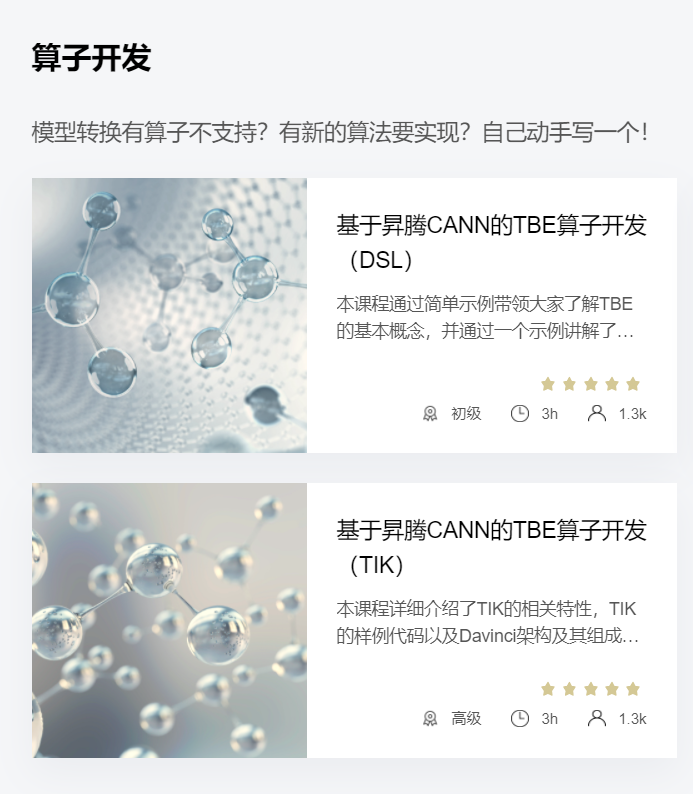 算子开发
模型转换有算子不支持？有新的算法要实现？自己动手写一个！
基于昇腾CANN的TBE算子开发
（DSL）
本课程通过简单示例带领大家了解TBE
的基本概念，并通过一个示例讲解了…
初级 3h 1.3k
基于昇腾CANN的TBE算子开发
（TIK）
本课程详细介绍了TIK的相关特性，TIK
的样例代码以及Davinci架构及其组成…
高级 3h 1.3k